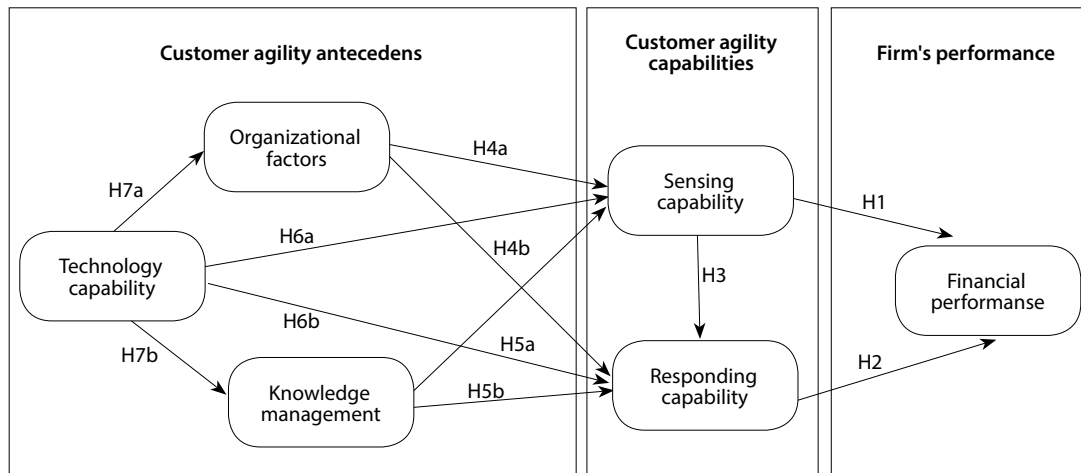 Customer agility antecedens
Customer agility
capabilities
Firm's performance
Organizational
factors
H4a
Sensing
capability
H7a
H1
H6a
H4b
Technology
capability
H3
Financial
performanse
H6b
H5a
H7b
H2
Knowledge
management
H5b
Responding
capability